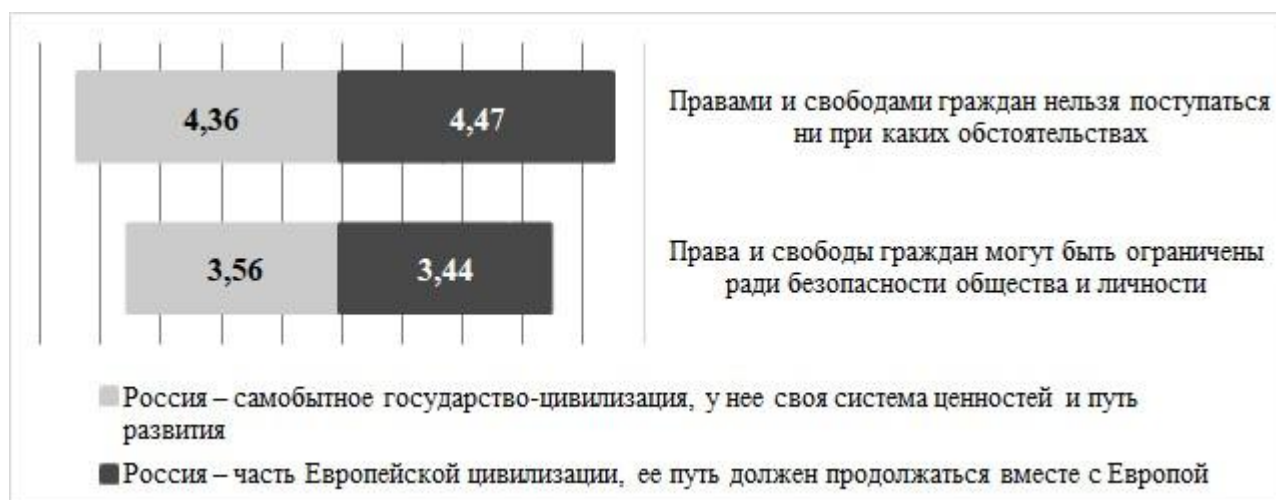 4,36
4,47
Правами и свободами граждан нельзя поступаться
ни при каких обстоятельствах
3,56
3,44
Права и свободы граждан могут быть ограничены
ради безопасности общества и личности
Россия – самобытное государство-цивилизация, у нее своя система ценностей и путь
развития
Россия – часть Европейской цивилизации, ее путь должен продолжаться вместе с Европой